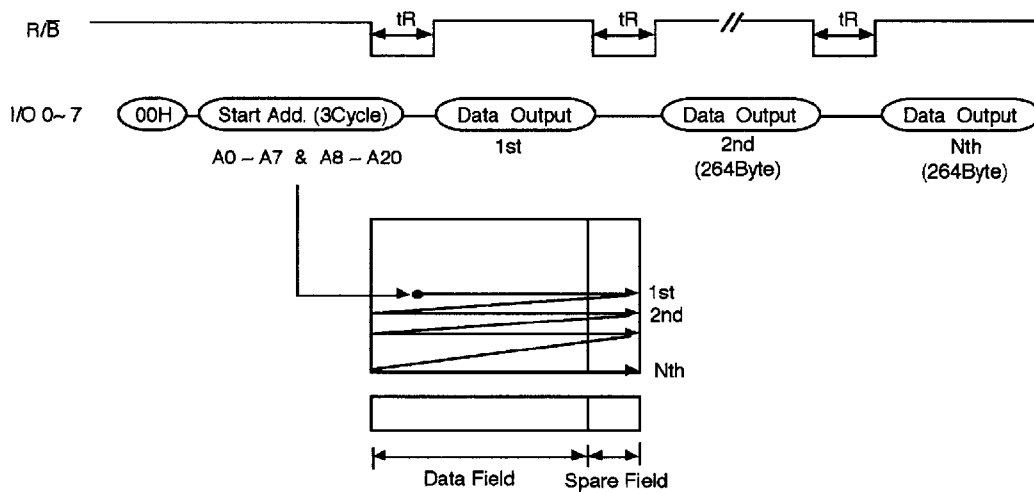 tR tR tR
R/B̅
I/O 0~ 7 00H Start Add. (3Cycle) Data Output Data Output Data Output
A0 ~ A7 & A8 ~ A20 1st 2nd Nth
(264Byte) (264Byte)
1st
2nd
Nth
Data Field Spare Field